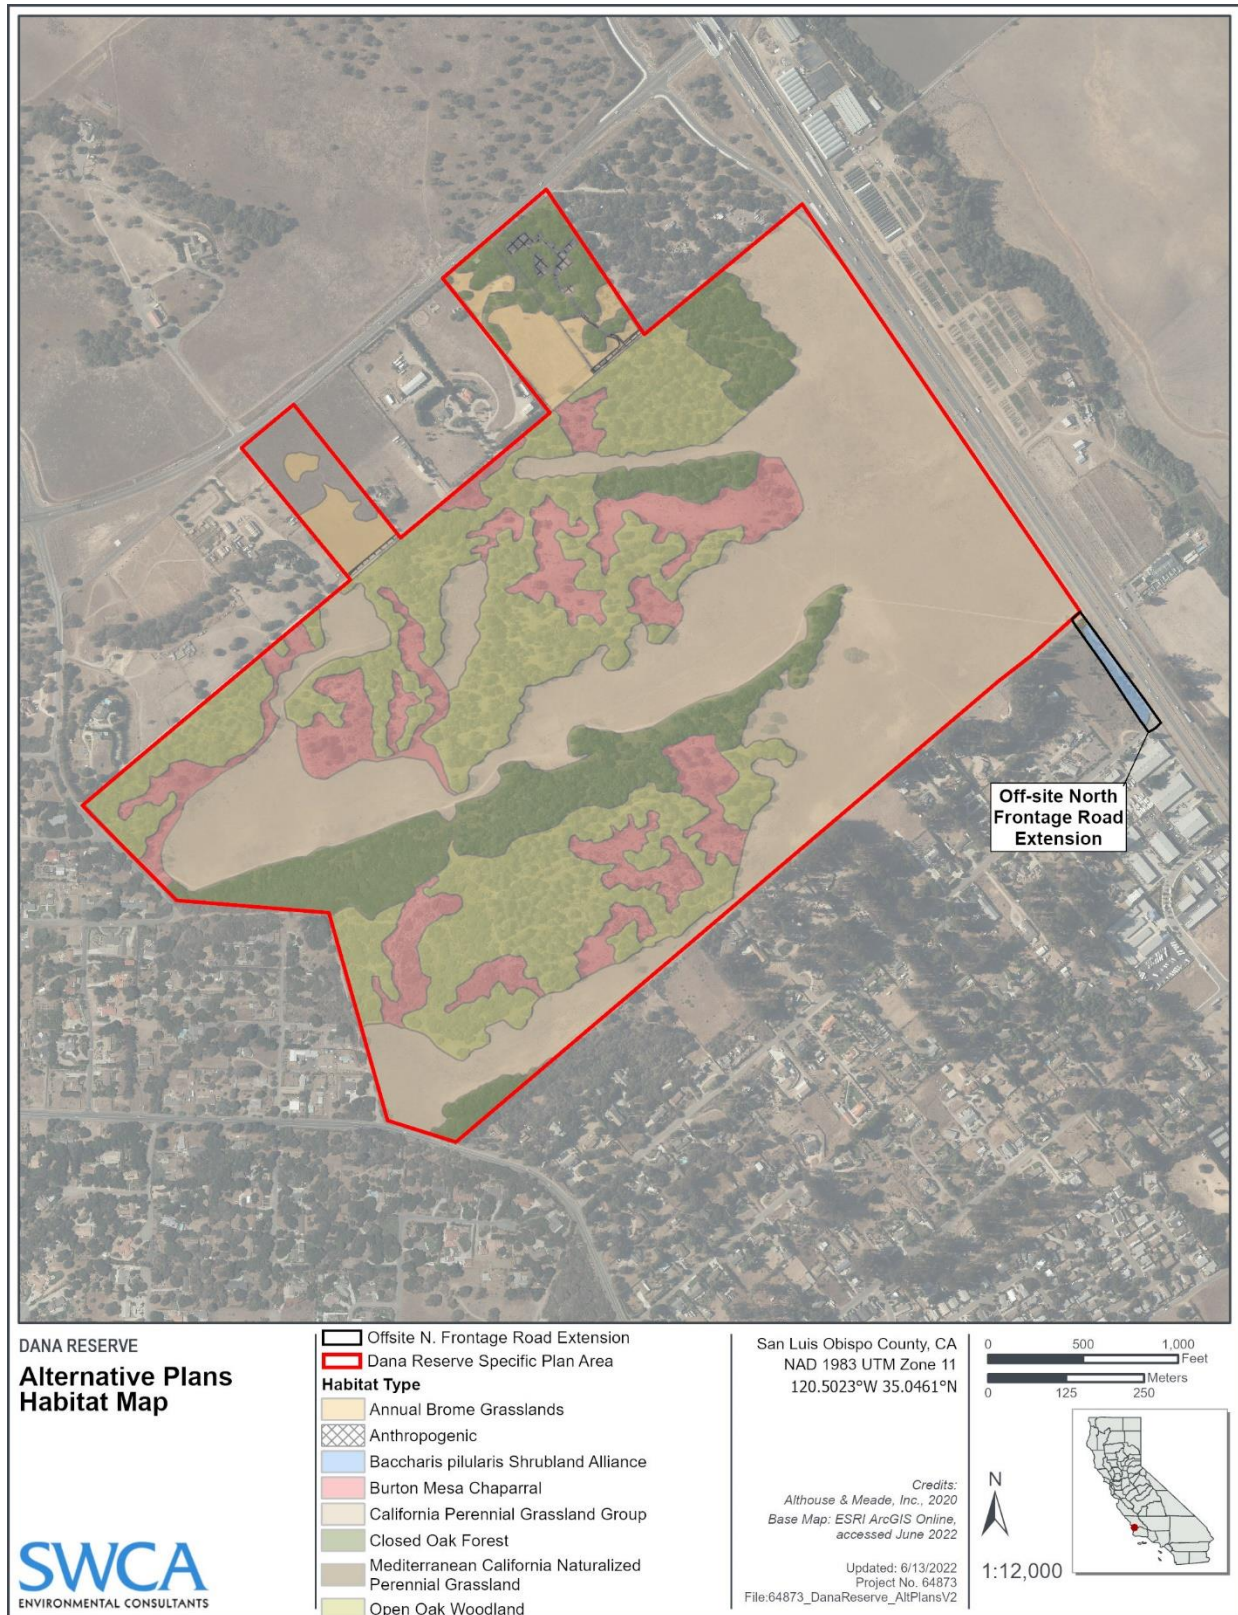 Off-site North
Frontage Road
Extension
DANA RESERVE
Alternative Plans
Habitat Map
SWCA
ENVIRONMENTAL CONSULTANTS
Offsite N. Frontage Road Extension
Dana Reserve Specific Plan Area
Habitat Type
Annual Brome Grasslands
Anthropogenic
Baccharis pilularis Shrubland Alliance
Burton Mesa Chaparral
California Perennial Grassland Group
Closed Oak Forest
Mediterranean California Naturalized
Perennial Grassland
Open Oak Woodland
San Luis Obispo County, CA
NAD 1983 UTM Zone 11
120.5023°W 35.0461°N
Credits:
Althouse & Meade, Inc., 2020
Base Map: ESRI ArcGIS Online,
accessed June 2022
Updated: 6/13/2022
Project No. 64873
File:64873_DanaReserve_AltPlansV2
0 500 1,000
Feet
Meters
0 125 250
N
1:12,000